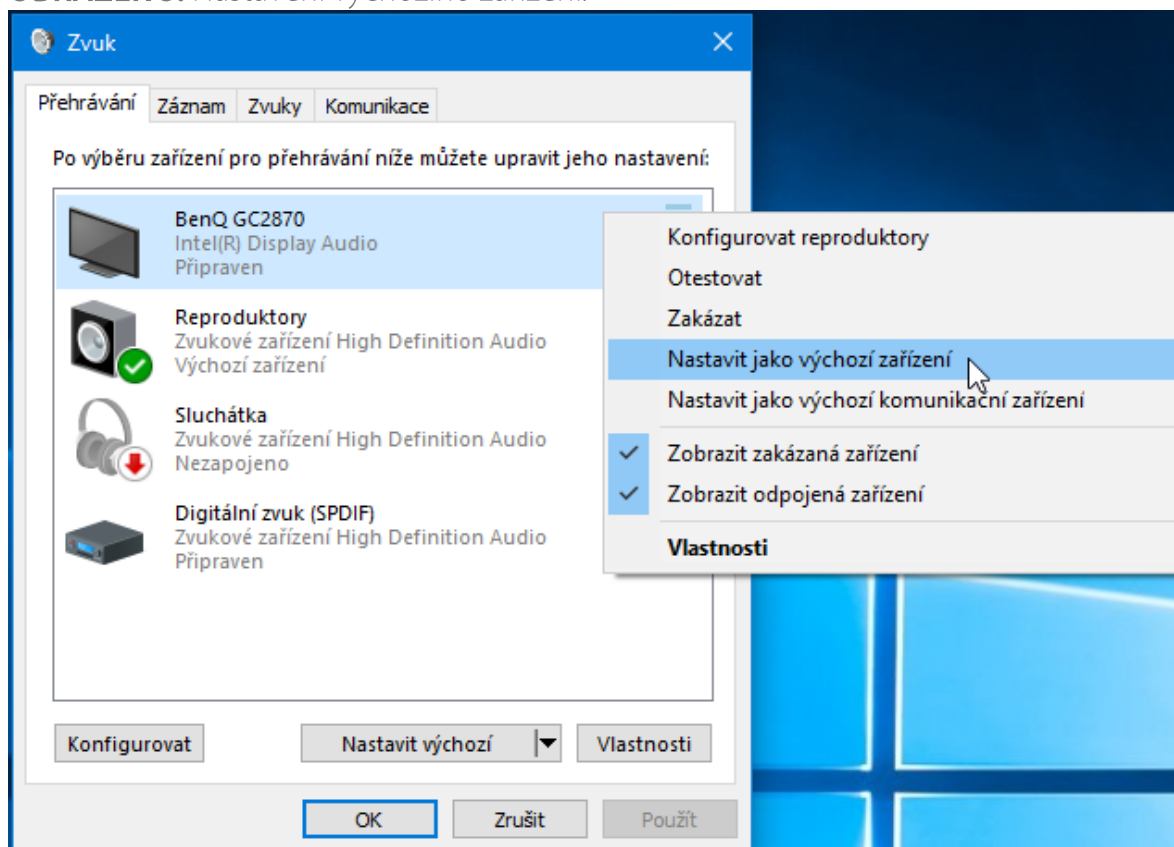 Zvuk
Přehrávání Záznam Zvuky Komunikace
Po výběru zařízení pro přehrávání níže můžete upravit jeho nastavení:
BenQ GC2870
Intel(R) Display Audio
Připraven
Reproduktory
Zvukové zařízení High Definition Audio
Výchozí zařízení
Sluchátka
Zvukové zařízení High Definition Audio
Nezapojeno
Digitální zvuk (SPDIF)
Zvukové zařízení High Definition Audio
Připraven
Konfigurovat reproduktory
Otestovat
Zakázat
Nastavit jako výchozí zařízení
Nastavit jako výchozí komunikační zařízení
Zobrazit zakázaná zařízení
Zobrazit odpojená zařízení
Vlastnosti
Konfigurovat Nastavit výchozí Vlastnosti
OK Zrušit Použít